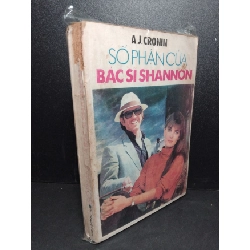 A J CRONIN
SỐ PHẬN CỦA
BÁC SĨ SHANNON